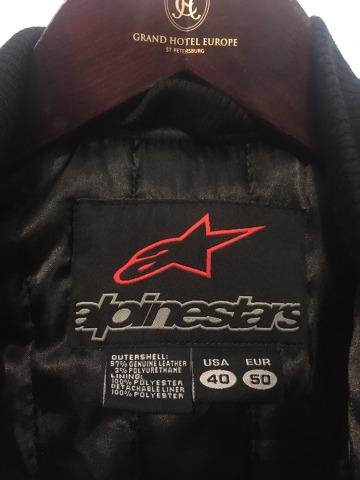 GRAND HOTEL EUROPE
ST PETERSBURG
alpinestars
OUTERSHELL:
97% GENUINE LEATHER
3% POLYURETHANE
LINING:
100% POLYESTER
DETACHABLE LINER
100% POLYESTER
USA EUR
40 50